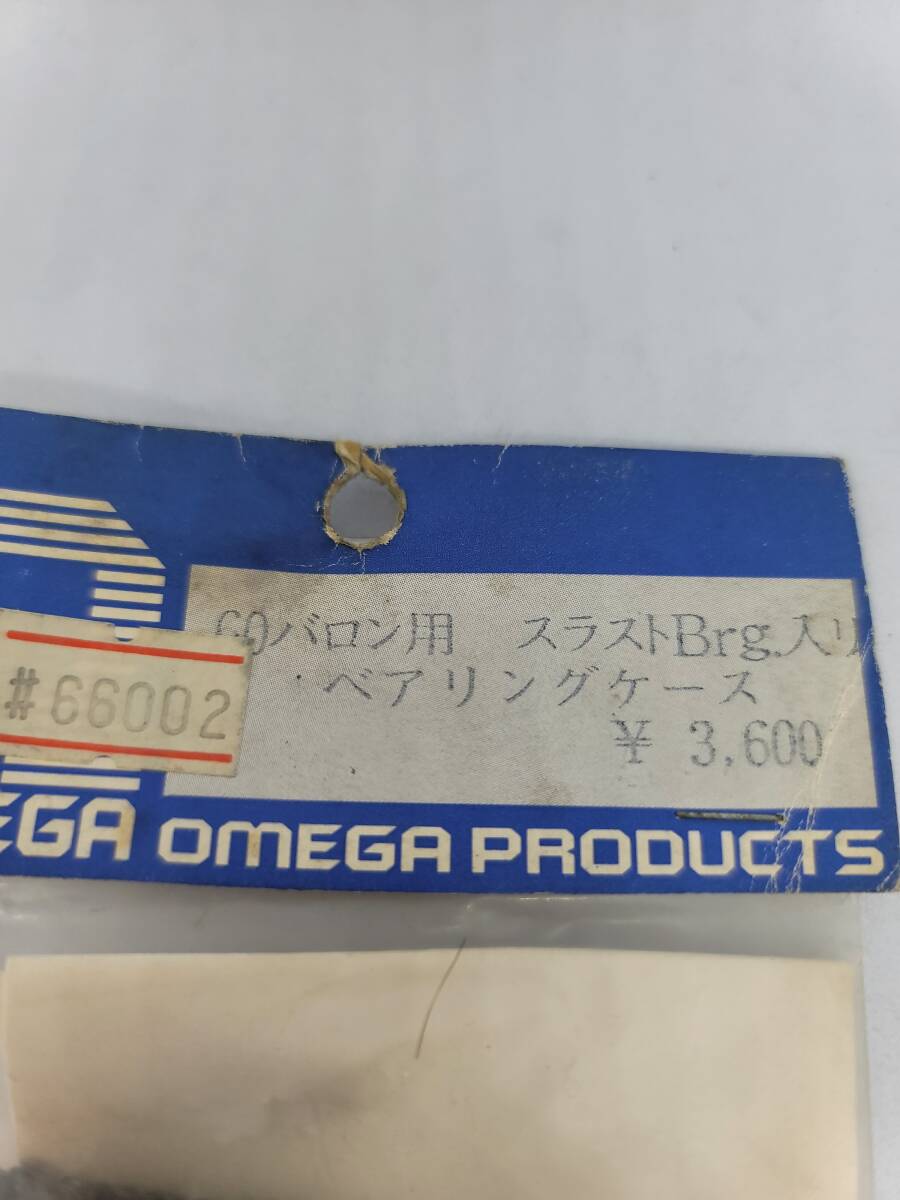 60バロン用 スラストBrg.入り
ベアリングケース
¥ 3,600
#66002
EGA OMEGA PRODUCTS